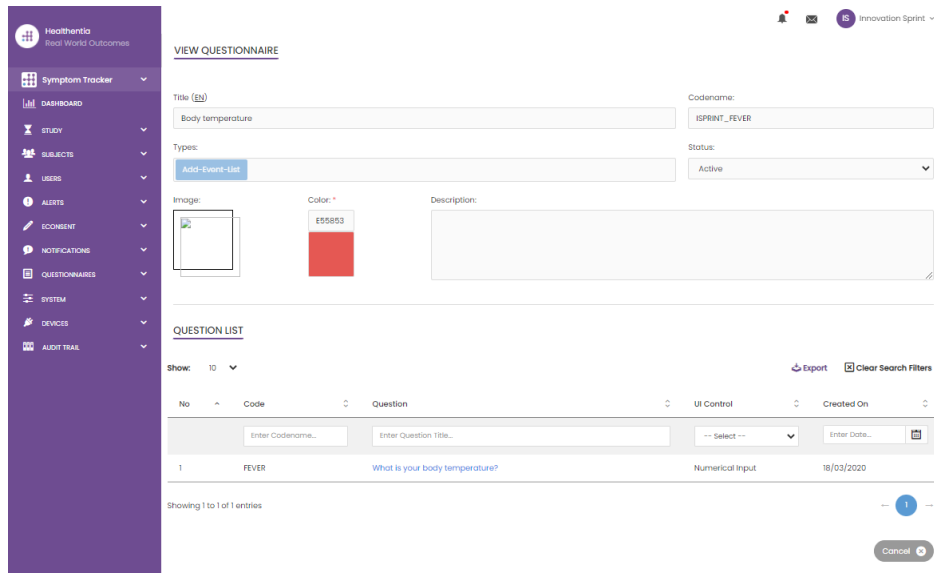 Healthentia
Real World Outcomes
IS Innovation Sprint
VIEW QUESTIONNAIRE
Symptom Tracker
DASHBOARD
STUDY
SUBJECTS
USERS
ALERTS
ECONSENT
NOTIFICATIONS
QUESTIONNAIRES
SYSTEM
DEVICES
AUDIT TRAIL
Title (EN)
Codename:
Body temperature
ISPRINT_FEVER
Types:
Status:
Add-Event-List
Active
Image:
Color: *
Description:
E55853
QUESTION LIST
Show: 10
Export
Clear Search Filters
No Code Question UI Control Created On
Enter Codename... Enter Question Title... -- Select -- Enter Date...
1 FEVER What is your body temperature? Numerical Input 18/03/2020
Showing 1 to 1 of 1 entries
← 1 →
Cancel